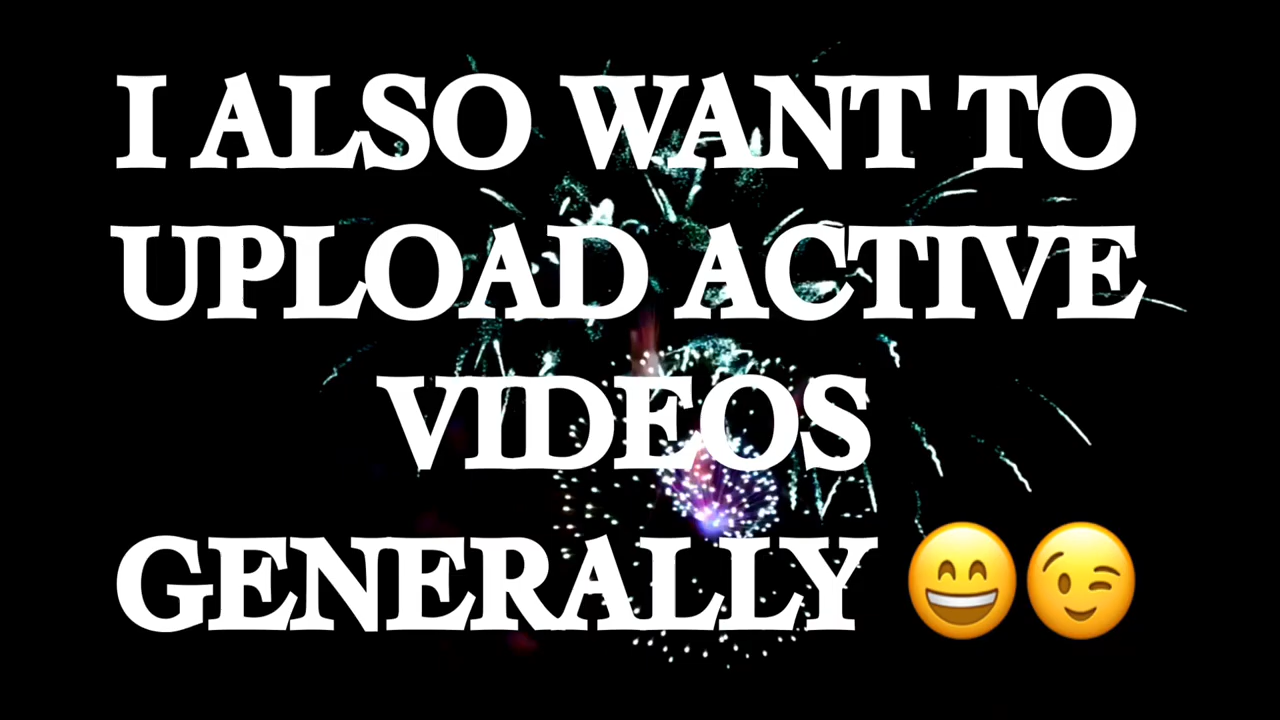 I ALSO WANT TO
UPLOAD ACTIVE
VIDEOS
GENERALLY 😄😉